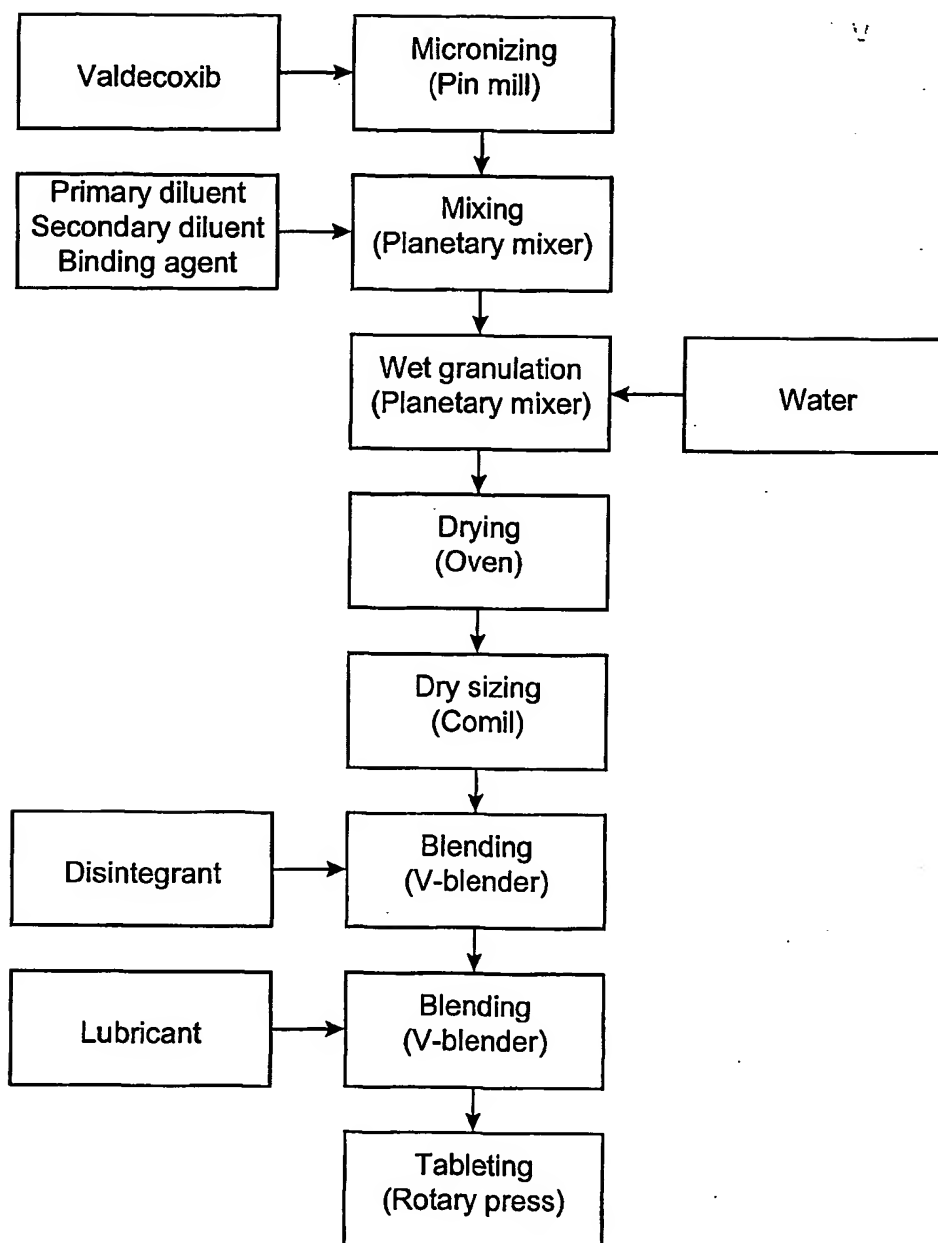 Valdecoxib
Micronizing
(Pin mill)
Primary diluent
Secondary diluent
Binding agent
Mixing
(Planetary mixer)
Wet granulation
(Planetary mixer)
Water
Drying
(Oven)
Dry sizing
(Comil)
Disintegrant
Blending
(V-blender)
Lubricant
Blending
(V-blender)
Tableting
(Rotary press)